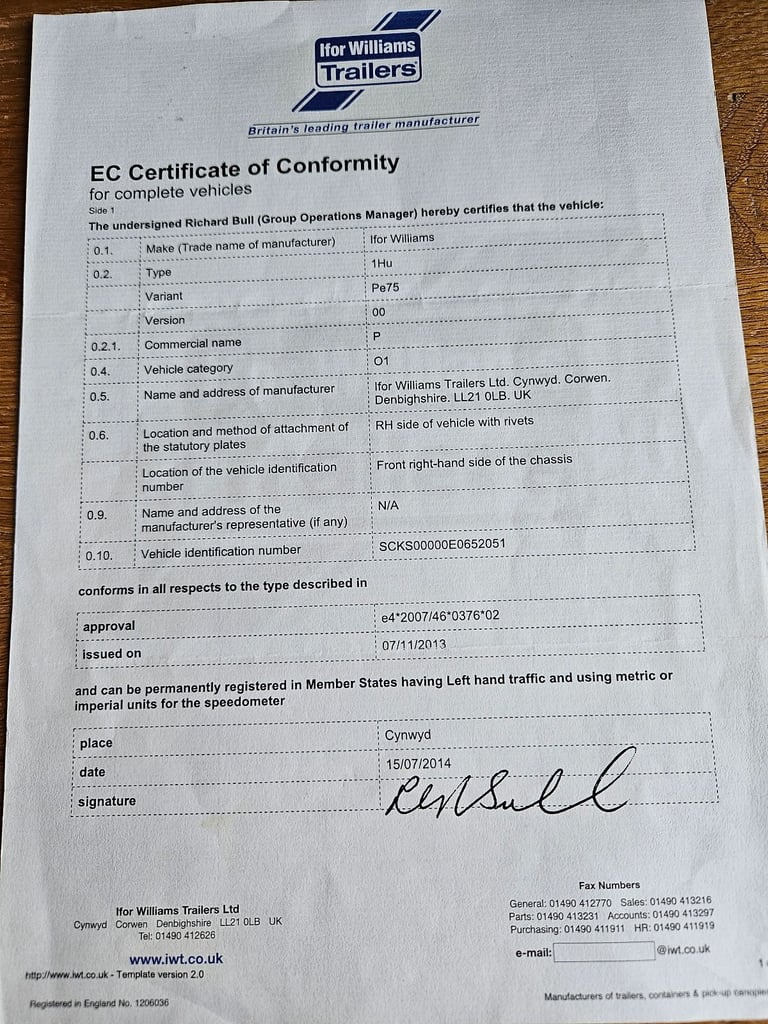 Ifor Williams
Trailers
Britain's leading trailer manufacturer
EC Certificate of Conformity
for complete vehicles
Side 1
The undersigned Richard Bull (Group Operations Manager) hereby certifies that the vehicle:
0.1. Make (Trade name of manufacturer) Ifor Williams
0.2. Type 1Hu
Variant Pe75
Version 00
0.2.1. Commercial name P
0.4. Vehicle category O1
0.5. Name and address of manufacturer Ifor Williams Trailers Ltd. Cynwyd. Corwen.
Denbighshire. LL21 0LB. UK
0.6. Location and method of attachment of RH side of vehicle with rivets
the statutory plates
Location of the vehicle identification Front right-hand side of the chassis
number
0.9. Name and address of the N/A
manufacturer's representative (if any)
0.10. Vehicle identification number SCKS00000E0652051
conforms in all respects to the type described in
approval e4*2007/46*0376*02
issued on 07/11/2013
and can be permanently registered in Member States having Left hand traffic and using metric or
imperial units for the speedometer
place Cynwyd
date 15/07/2014
signature
Ifor Williams Trailers Ltd
Cynwyd Corwen Denbighshire LL21 0LB UK
Tel: 01490 412626
www.iwt.co.uk
http://www.iwt.co.uk - Template version 2.0
Registered in England No. 1206036
Fax Numbers
General: 01490 412770 Sales: 01490 413216
Parts: 01490 413231 Accounts: 01490 413297
Purchasing: 01490 411911 HR: 01490 411919
e-mail: @iwt.co.uk
1
Manufacturers of trailers, containers & pick-up canopies